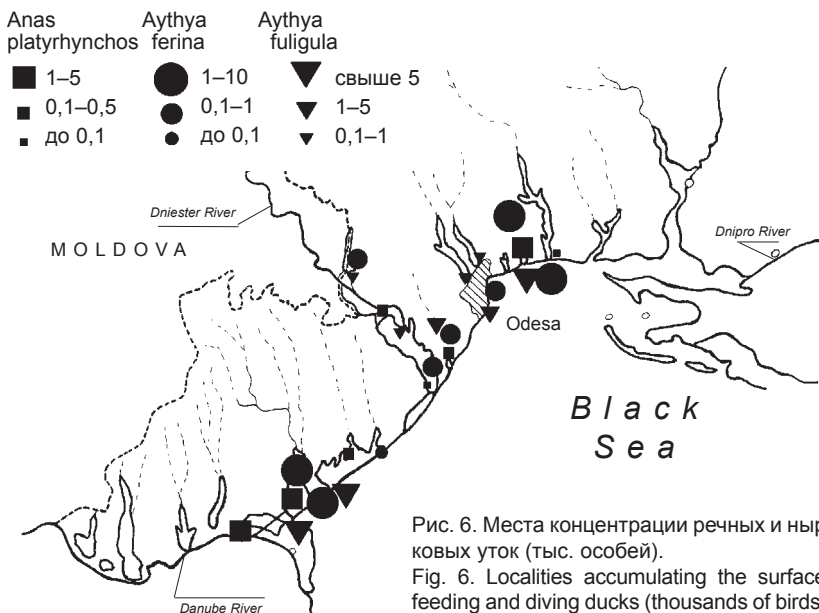 Anas platyrhynchos
Aythya ferina
Aythya fuligula
1–5
1–10
свыше 5
0,1–0,5
0,1–1
1–5
до 0,1
до 0,1
0,1–1
Dniester River
MOLDOVA
Dnipro River
Odesa
Black
Sea
Danube River
Рис. 6. Места концентрации речных и ныр
ковых уток (тыс. особей).
Fig. 6. Localities accumulating the surface
feeding and diving ducks (thousands of birds